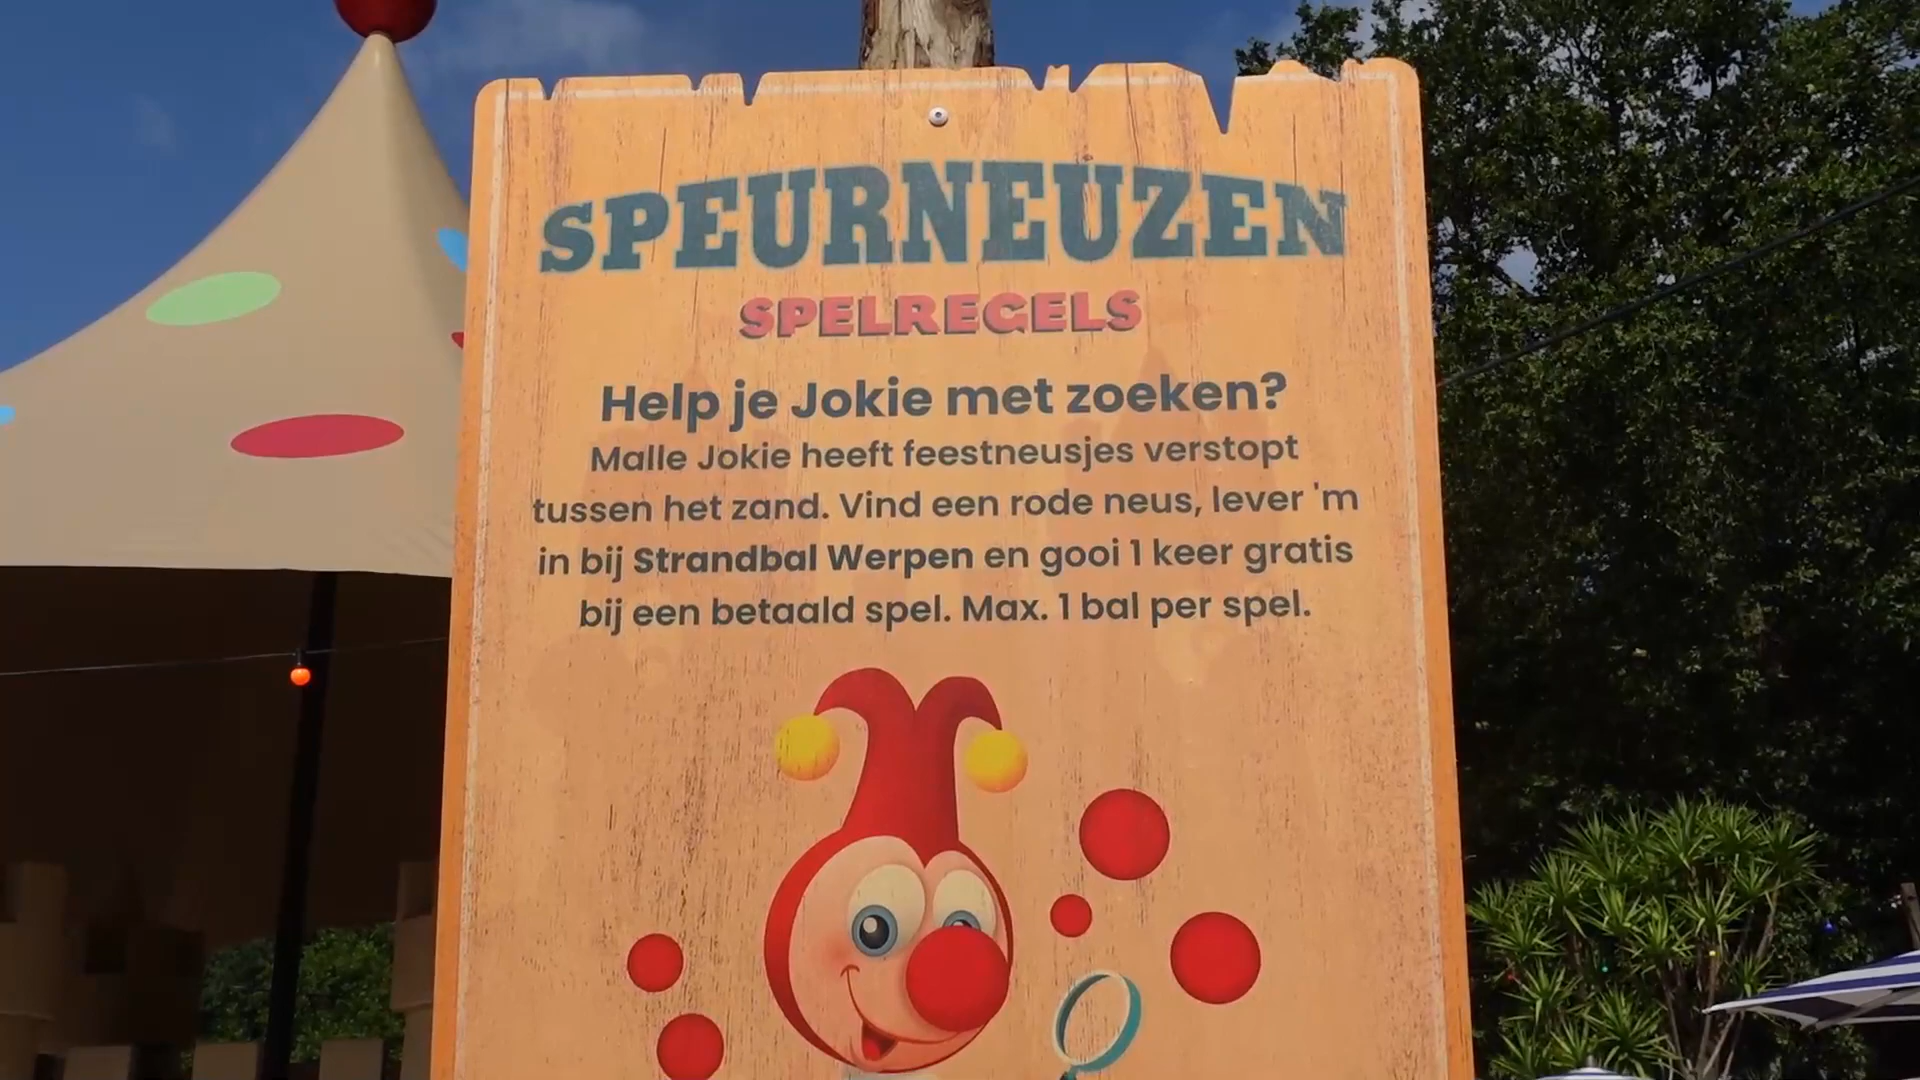 SPEURNEUZEN
SPELREGELS
Help je Jokie met zoeken?
Malle Jokie heeft feestneusjes verstopt
tussen het zand. Vind een rode neus, lever 'm
in bij Strandbal Werpen en gooi 1 keer gratis
bij een betaald spel. Max. 1 bal per spel.